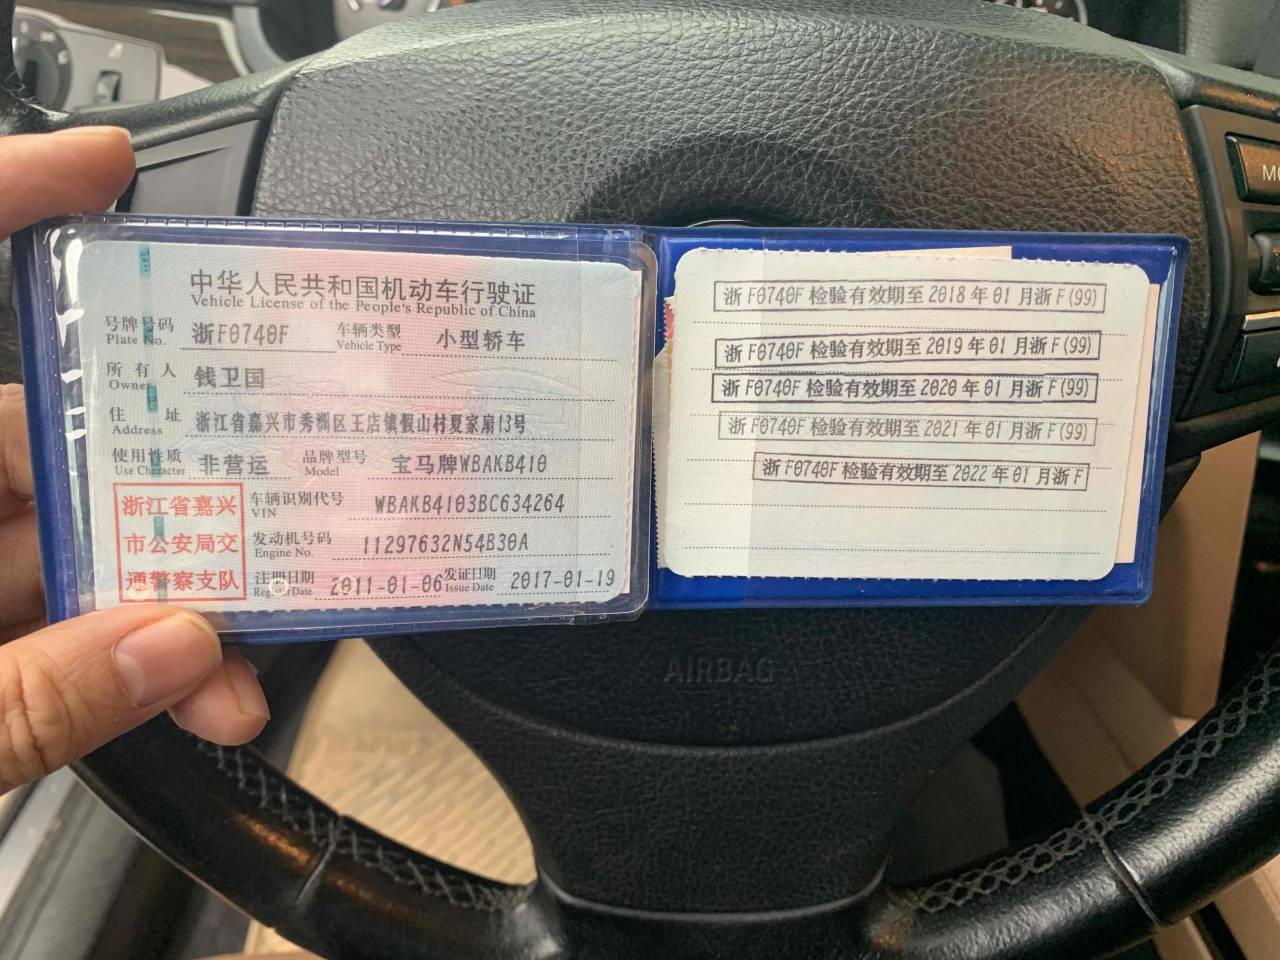 中华人民共和国机动车行驶证
Vehicle License of the People's Republic of China
号牌号码 浙F0740F 车辆类型 小型轿车
Plate No. Vehicle Type
所有人 钱卫国
Owner
住址 浙江省嘉兴市秀洲区王店镇假山村夏家扇13号
Address
使用性质 非营运 品牌型号 宝马牌WBAKB410
Use Character Model
浙江省嘉兴
市公安局交
通警察支队
车辆识别代号 WBAKB4103BC634264
VIN
发动机号码 11297632N54B30A
Engine No.
注册日期 2011-01-06 发证日期 2017-01-19
Register Date Issue Date
浙F0740F 检验有效期至2018年01月浙F(99)
浙F0740F 检验有效期至2019年01月浙F(99)
浙F0740F 检验有效期至2020年01月浙F(99)
浙F0740F 检验有效期至2021年01月浙F(99)
浙F0740F 检验有效期至2022年01月浙F
AIRBAG